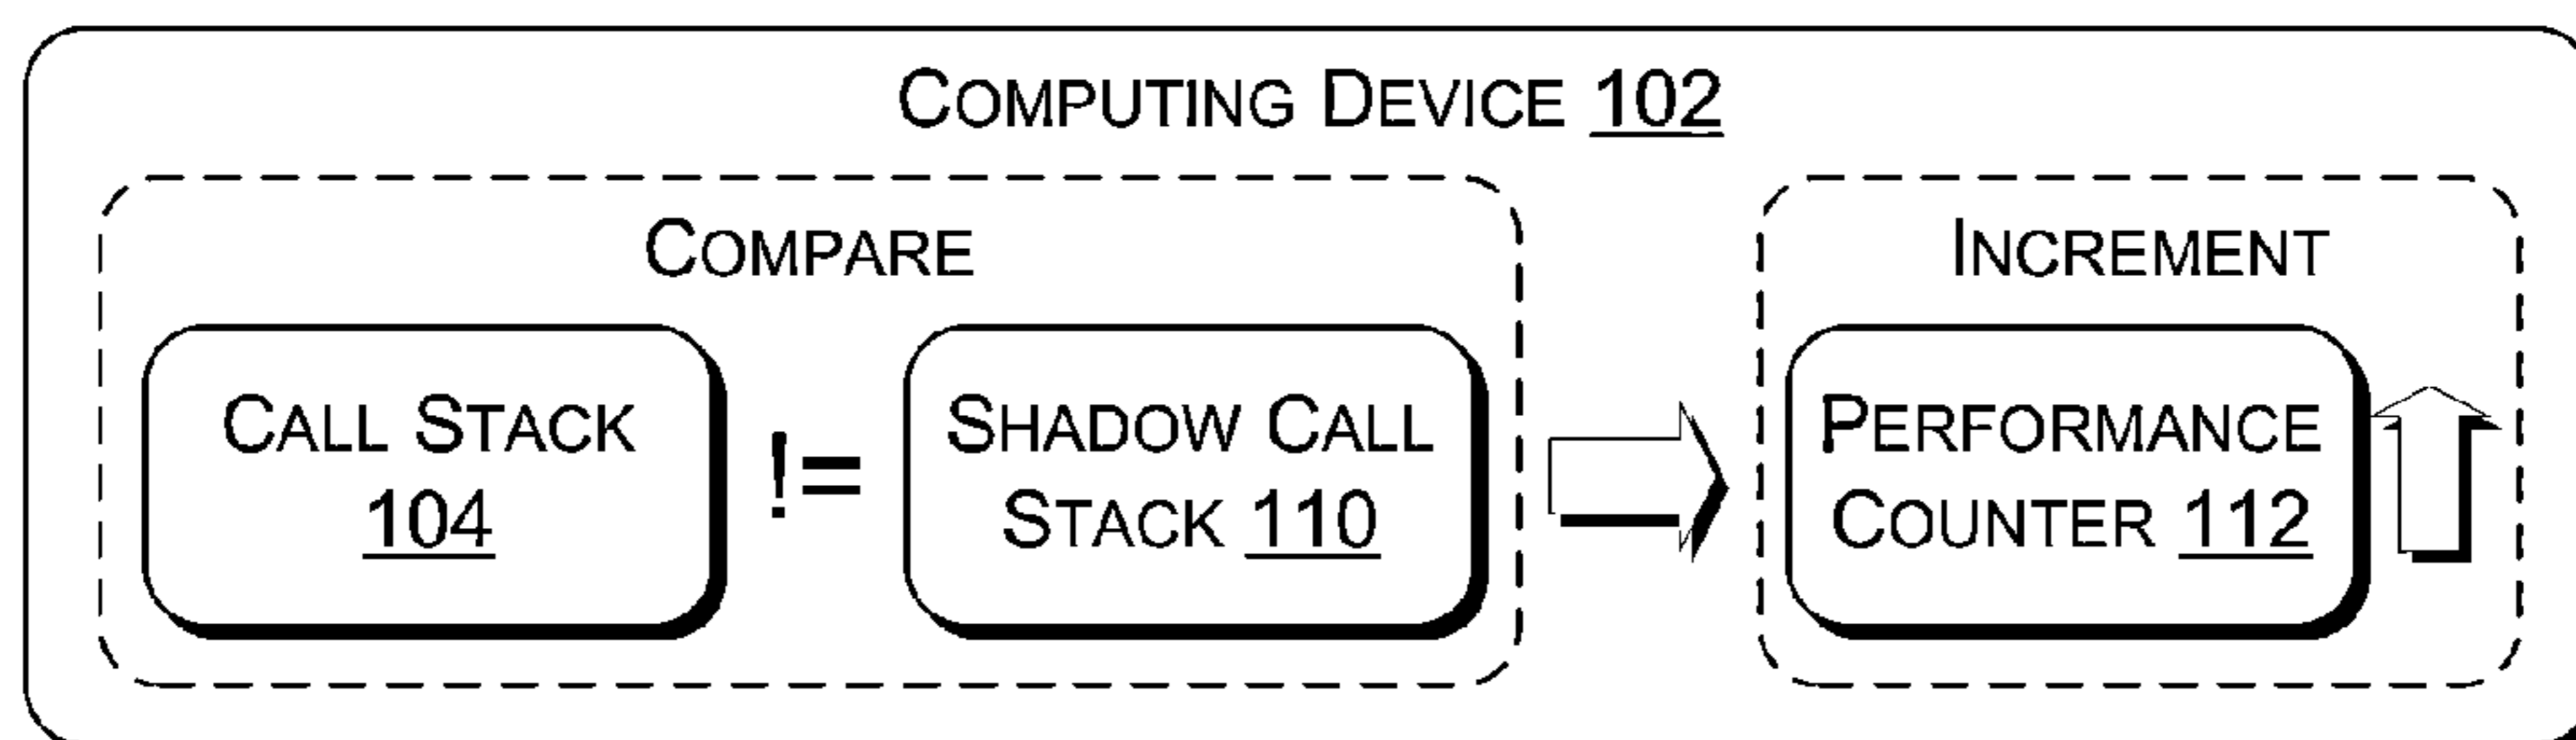 COMPUTING DEVICE 102
COMPARE
INCREMENT
CALL STACK
104
!=
SHADOW CALL
STACK 110
PERFORMANCE
COUNTER 112